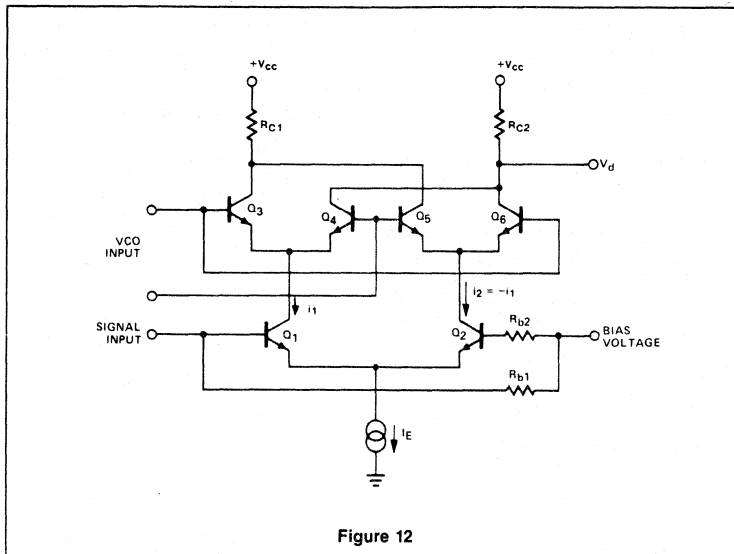 +Vcc
+Vcc
RC1
RC2
Vd
Q3
Q4
Q5
Q6
VCO
INPUT
i1
i2 = -i1
SIGNAL
INPUT
Q1
Q2
Rb2
BIAS
VOLTAGE
Rb1
IE
Figure 12